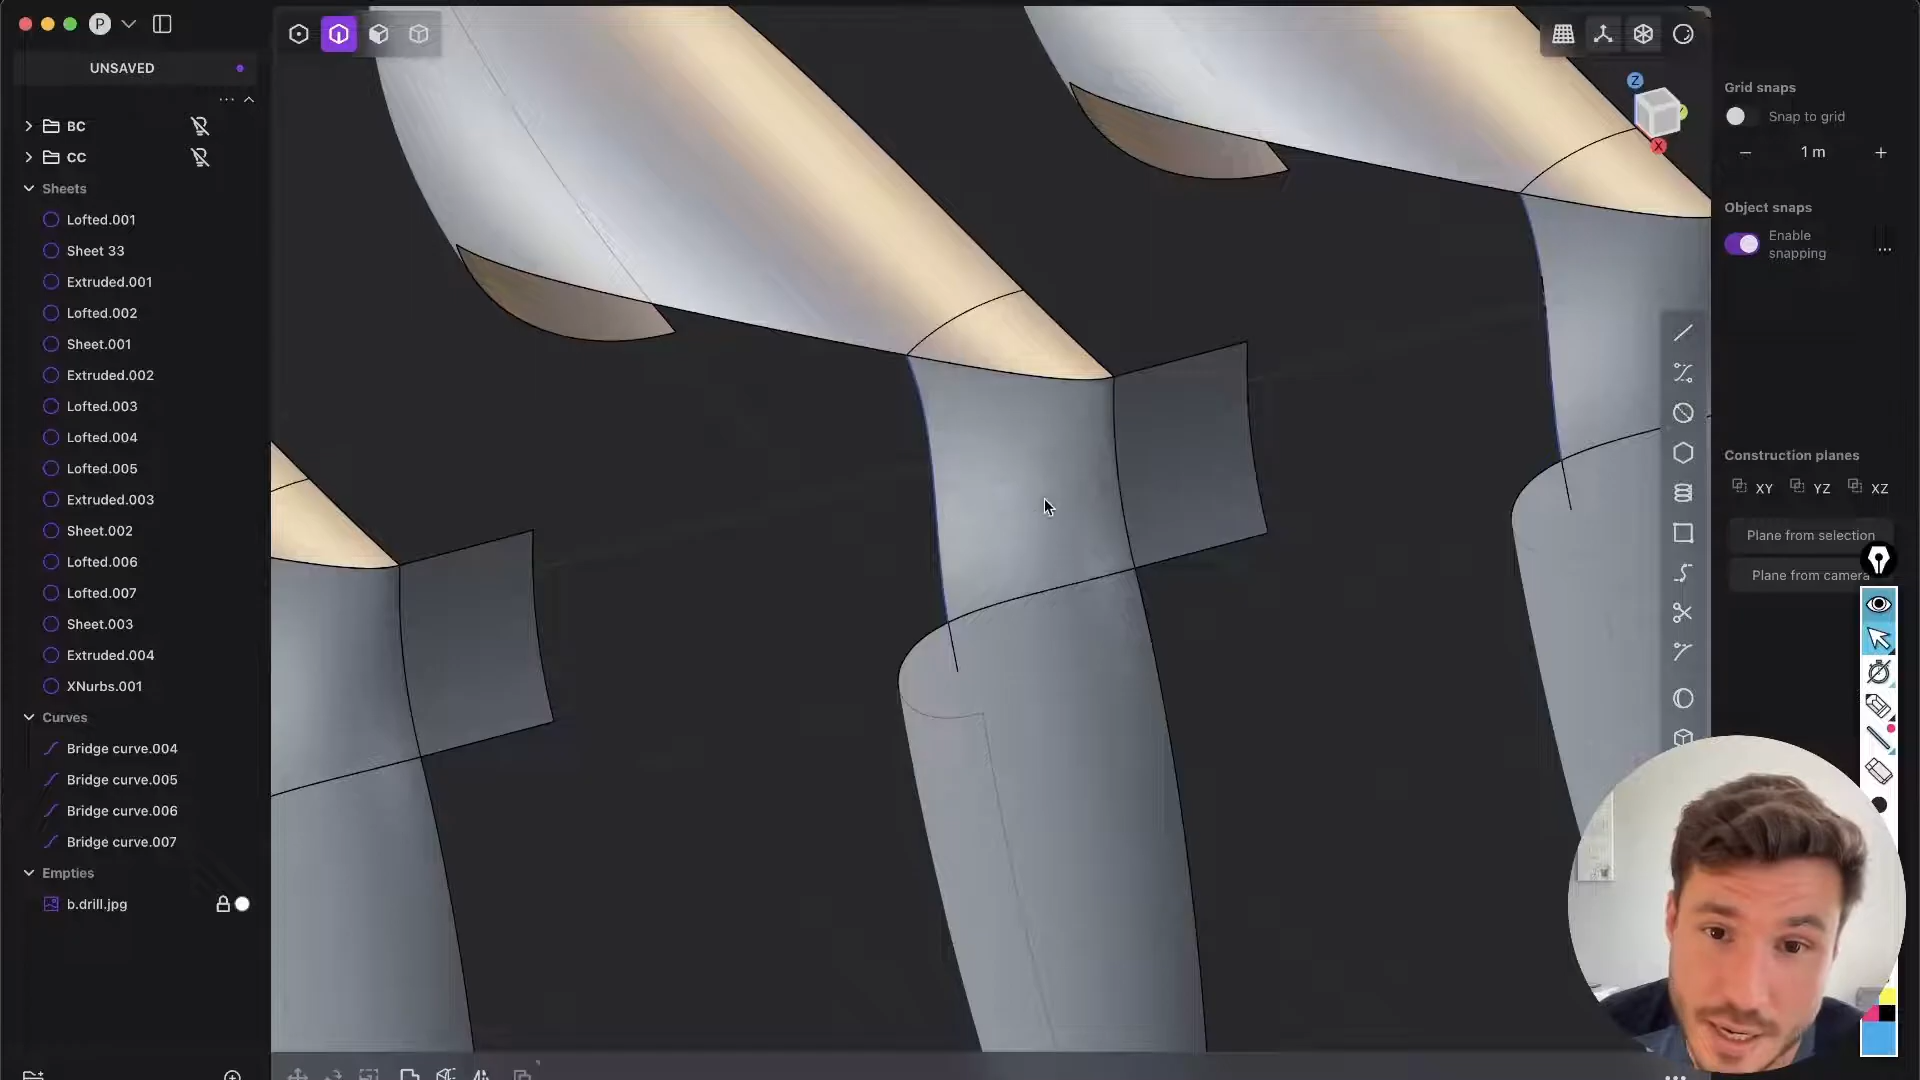 P
UNSAVED
BC
CC
Sheets
Lofted.001
Sheet 33
Extruded.001
Lofted.002
Sheet.001
Extruded.002
Lofted.003
Lofted.004
Lofted.005
Extruded.003
Sheet.002
Lofted.006
Lofted.007
Sheet.003
Extruded.004
XNurbs.001
Curves
Bridge curve.004
Bridge curve.005
Bridge curve.006
Bridge curve.007
Empties
b.drill.jpg
Z
X
Grid snaps
Snap to grid
1 m
Object snaps
Enable
snapping
Construction planes
XY YZ XZ
Plane from selection
Plane from camera